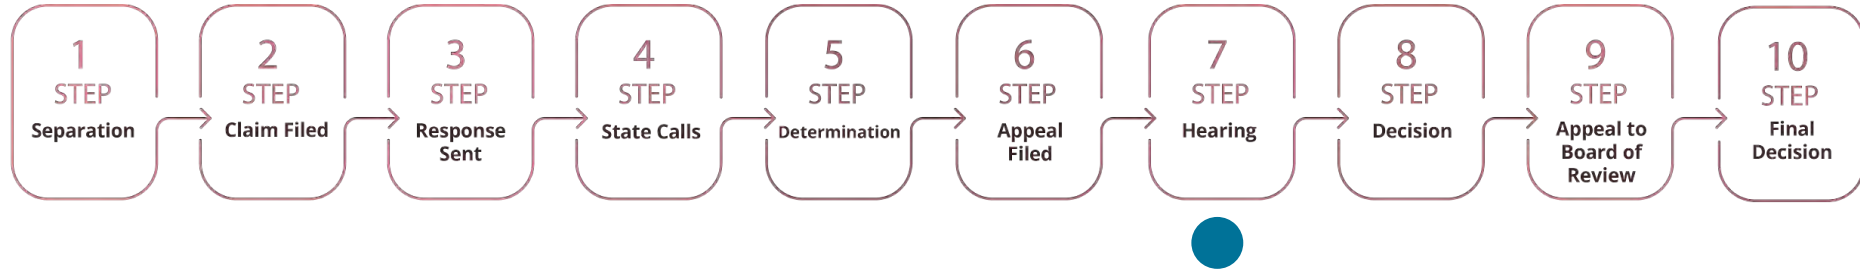 1
STEP
Separation
2
STEP
Claim Filed
3
STEP
Response
Sent
4
STEP
State Calls
5
STEP
Determination
6
STEP
Appeal
Filed
7
STEP
Hearing
8
STEP
Decision
9
STEP
Appeal to
Board of
Review
10
STEP
Final
Decision